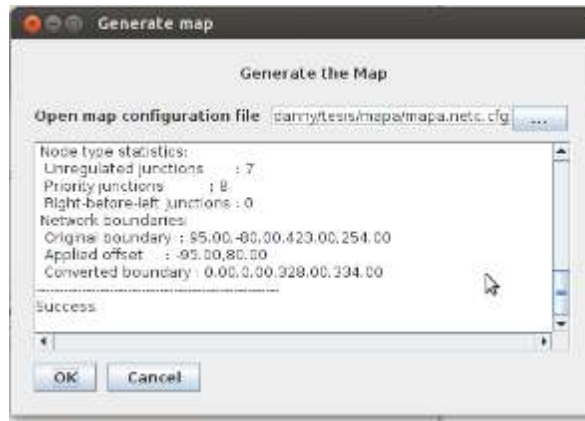 Generate map
Generate the Map
Open map configuration file danny/tesis/mapa/mapa.netc.cfg ...
Node type statistics:
Unregulated junctions : 7
Priority junctions : 8
Right-before-left junctions : 0
Network boundaries:
Original boundary : 95.00,-80.00,423.00,254.00
Applied offset : -95.00,80.00
Converted boundary : 0.00,0.00,328.00,334.00
--------------------------------------------------
Success.
OK Cancel